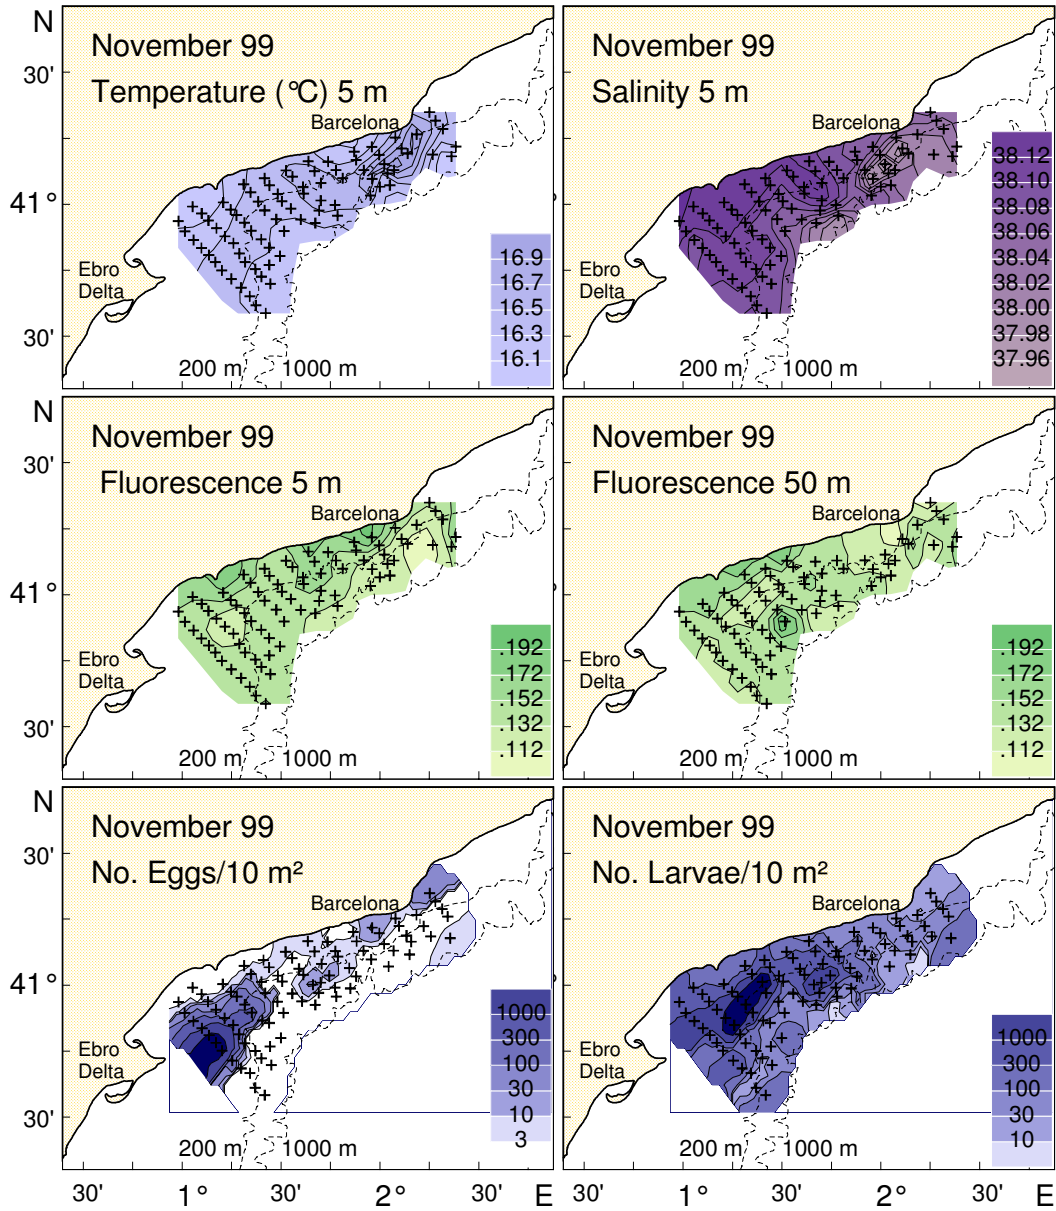 N
November 99
Temperature (°C) 5 m
30'
Barcelona
41°
Ebro
Delta
30'
200 m 1000 m
16.9
16.7
16.5
16.3
16.1
November 99
Salinity 5 m
Barcelona
Ebro
Delta
200 m 1000 m
38.12
38.10
38.08
38.06
38.04
38.02
38.00
37.98
37.96
N
November 99
Fluorescence 5 m
30'
Barcelona
41°
Ebro
Delta
30'
200 m 1000 m
.192
.172
.152
.132
.112
November 99
Fluorescence 50 m
Barcelona
Ebro
Delta
200 m 1000 m
.192
.172
.152
.132
.112
N
November 99
No. Eggs/10 m²
30'
Barcelona
41°
Ebro
Delta
30'
200 m 1000 m
1000
300
100
30
10
3
30' 1° 2° 30' E
November 99
No. Larvae/10 m²
Barcelona
Ebro
Delta
200 m 1000 m
1000
300
100
30
10
30' 1° 2° 30' E